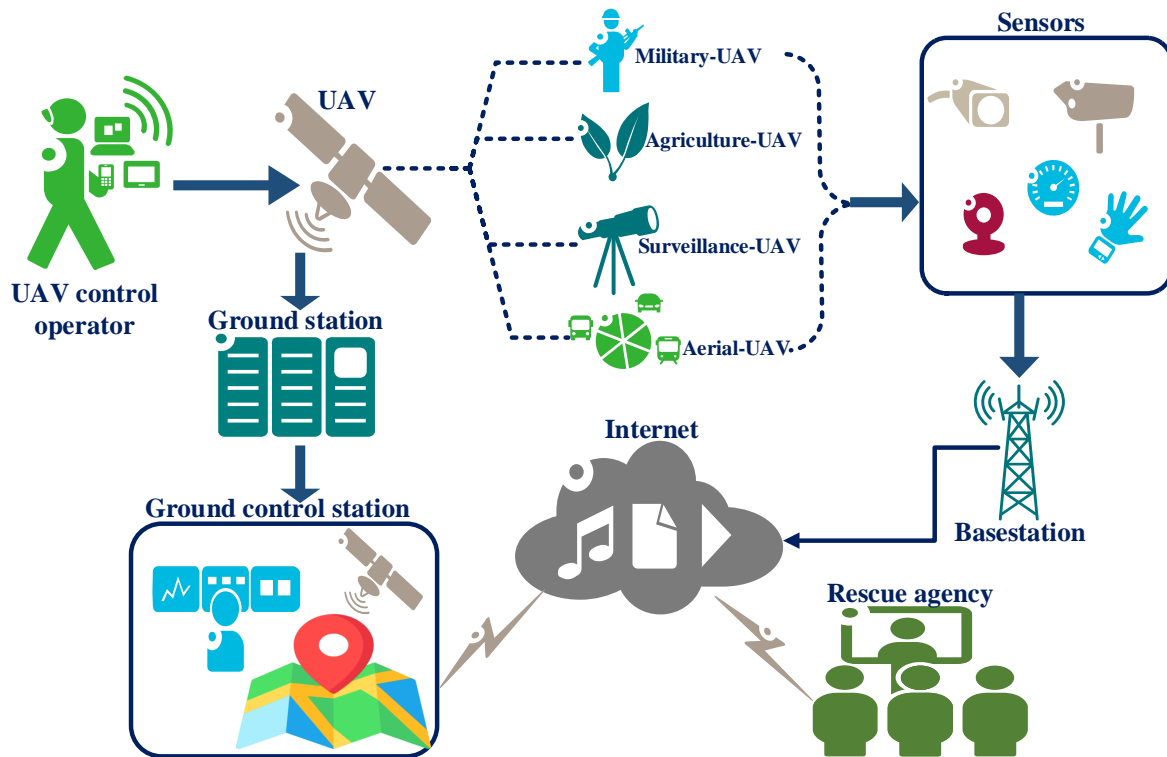 Sensors
UAV
Military-UAV
Agriculture-UAV
Surveillance-UAV
Aerial-UAV
UAV control
operator
Ground station
Ground control station
Internet
Basestation
Rescue agency